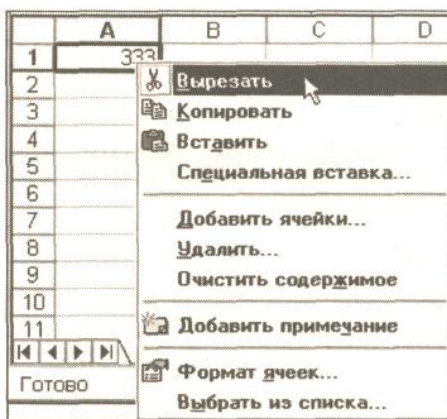 A B C D
1 333
2 Вырезать
3 Копировать
4 Вставить
5 Специальная вставка...
6
7 Добавить ячейки...
8 Удалить...
9 Очистить содержимое
10
11 Добавить примечание
Готово Формат ячеек...
Выбрать из списка...